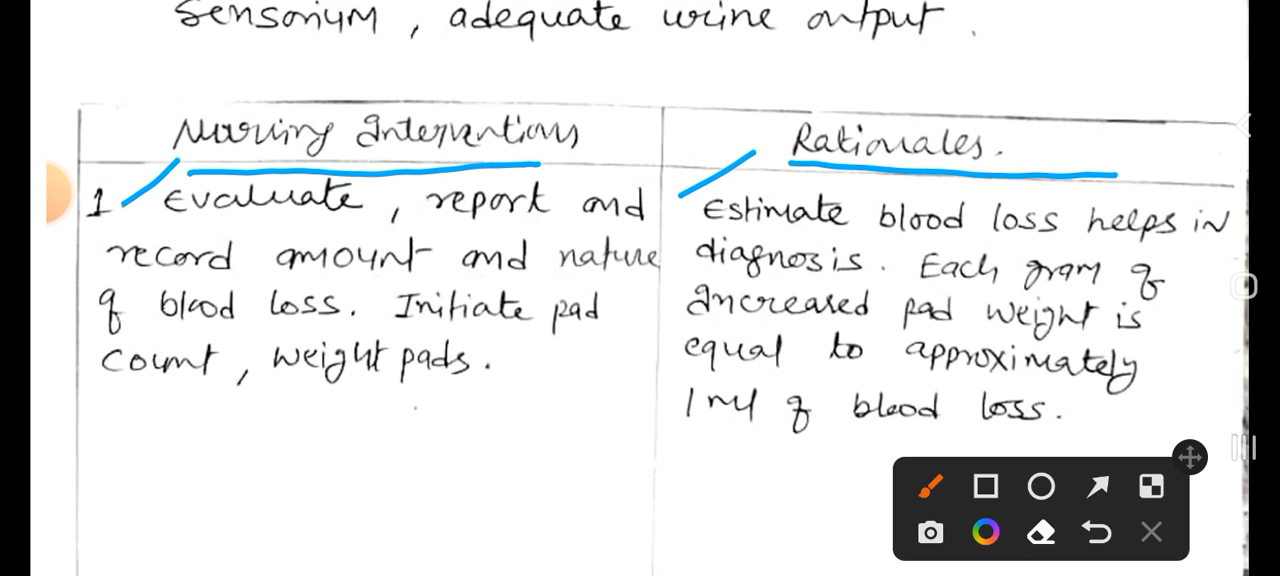 sensorium, adequate urine output.
Nursing Interventions
Rationales.
1 Evaluate, report and
record amount and nature
of blood loss. Initiate pad
count, weight pads.
Estimate blood loss helps in
diagnosis. Each gram of
increased pad weight is
equal to approximately
1 ml of blood loss.